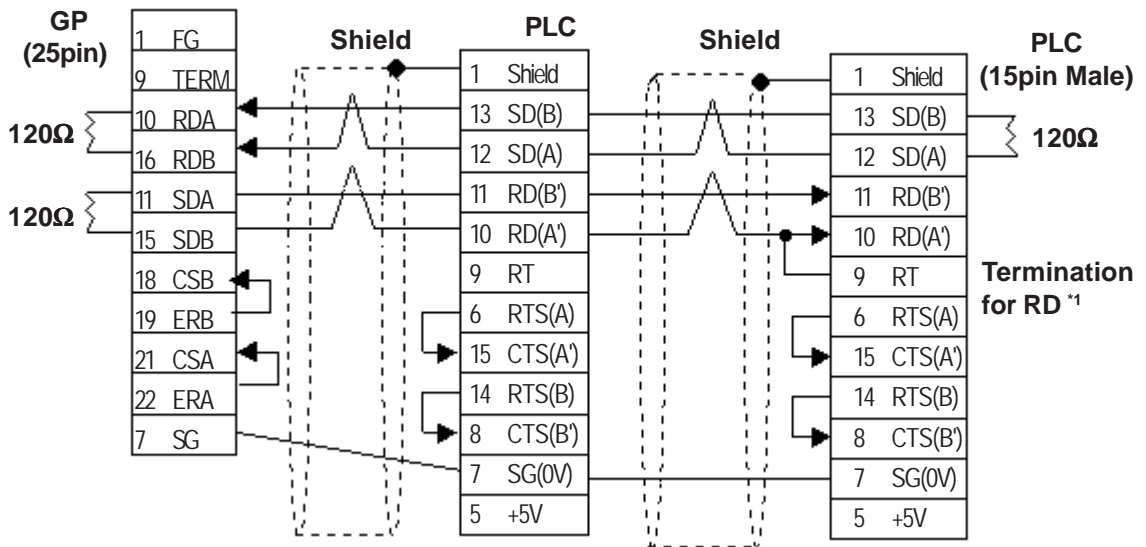 GP
(25pin)
1 FG
9 TERM
10 RDA
16 RDB
11 SDA
15 SDB
18 CSB
19 ERB
21 CSA
22 ERA
7 SG
120Ω
120Ω
Shield
PLC
1 Shield
13 SD(B)
12 SD(A)
11 RD(B')
10 RD(A')
9 RT
6 RTS(A)
15 CTS(A')
14 RTS(B)
8 CTS(B')
7 SG(0V)
5 +5V
Shield
PLC
(15pin Male)
1 Shield
13 SD(B)
12 SD(A)
11 RD(B')
10 RD(A')
9 RT
6 RTS(A)
15 CTS(A')
14 RTS(B)
8 CTS(B')
7 SG(0V)
5 +5V
120Ω
Termination
for RD *1